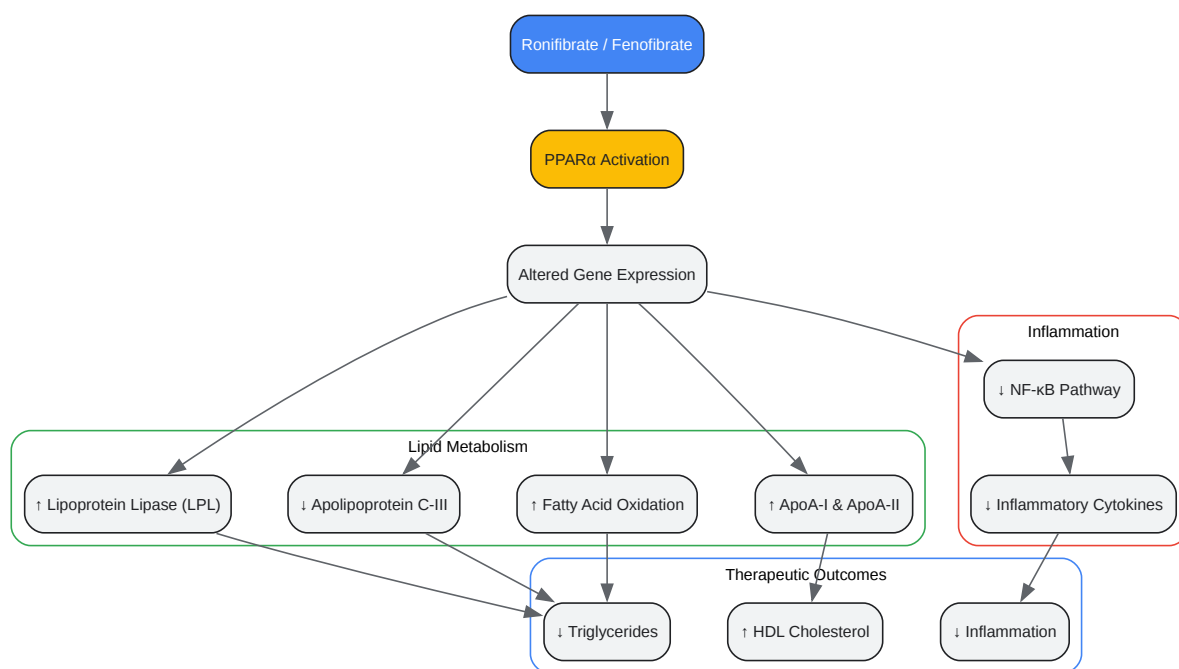 Ronifibrate / Fenofibrate
PPARα Activation
Altered Gene Expression
Inflammation
↓ NF-κB Pathway
Lipid Metabolism
↑ Lipoprotein Lipase (LPL)
↓ Apolipoprotein C-III
↑ Fatty Acid Oxidation
↑ ApoA-I & ApoA-II
↓ Inflammatory Cytokines
Therapeutic Outcomes
↓ Triglycerides
↑ HDL Cholesterol
↓ Inflammation